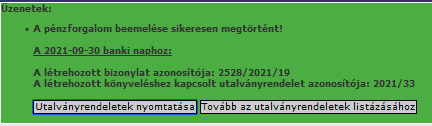 Üzenetek:
• A pénzforgalom beemelése sikeresen megtörtént!
A 2021-09-30 banki naphoz:
A létrehozott bizonylat azonosítója: 2528/2021/19
A létrehozott könyveléshez kapcsolt utalványrendelet azonosítója: 2021/33
Utalványrendeletek nyomtatása Tovább az utalványrendeletek listázásához